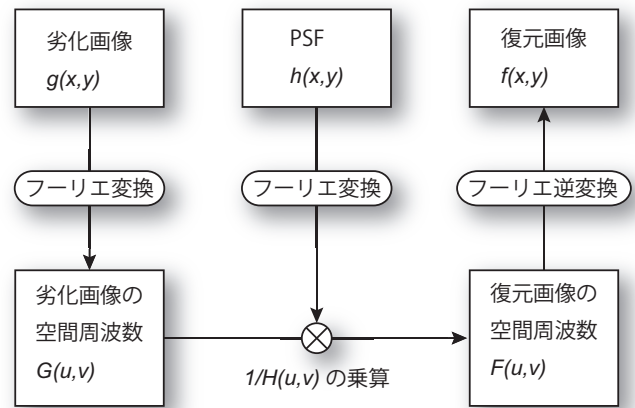 劣化画像
g(x,y)
PSF
h(x,y)
復元画像
f(x,y)
フーリエ変換
フーリエ変換
フーリエ逆変換
劣化画像の
空間周波数
G(u,v)
1/H(u,v) の乗算
復元画像の
空間周波数
F(u,v)